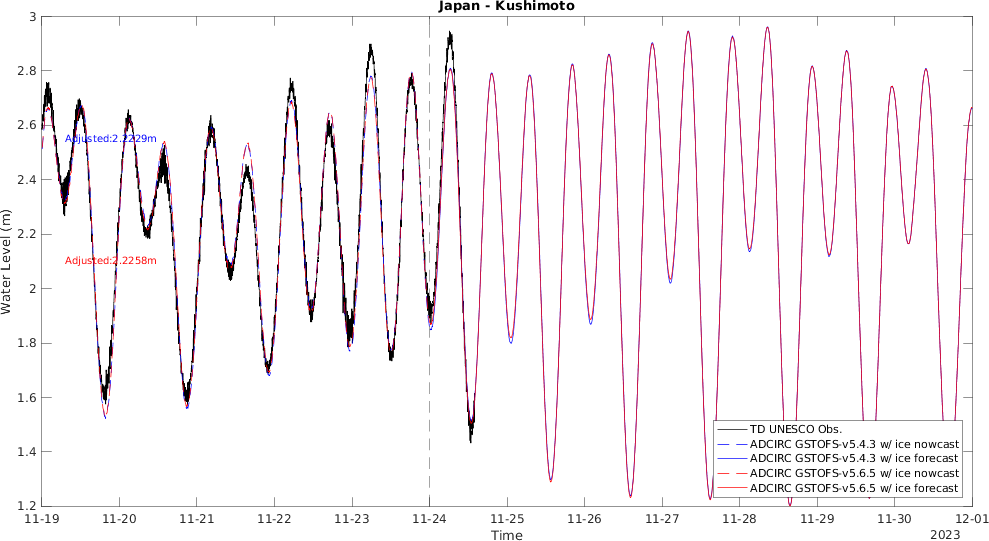 Japan - Kushimoto
3
2.8
2.6
2.4
2.2
2
1.8
1.6
1.4
1.2
Water Level (m)
Adjusted:2.2229m
Adjusted:2.2258m
TD UNESCO Obs.
ADCIRC GSTOFS-v5.4.3 w/ ice nowcast
ADCIRC GSTOFS-v5.4.3 w/ ice forecast
ADCIRC GSTOFS-v5.6.5 w/ ice nowcast
ADCIRC GSTOFS-v5.6.5 w/ ice forecast
11-19 11-20 11-21 11-22 11-23 11-24 11-25 11-26 11-27 11-28 11-29 11-30 12-01
Time
2023